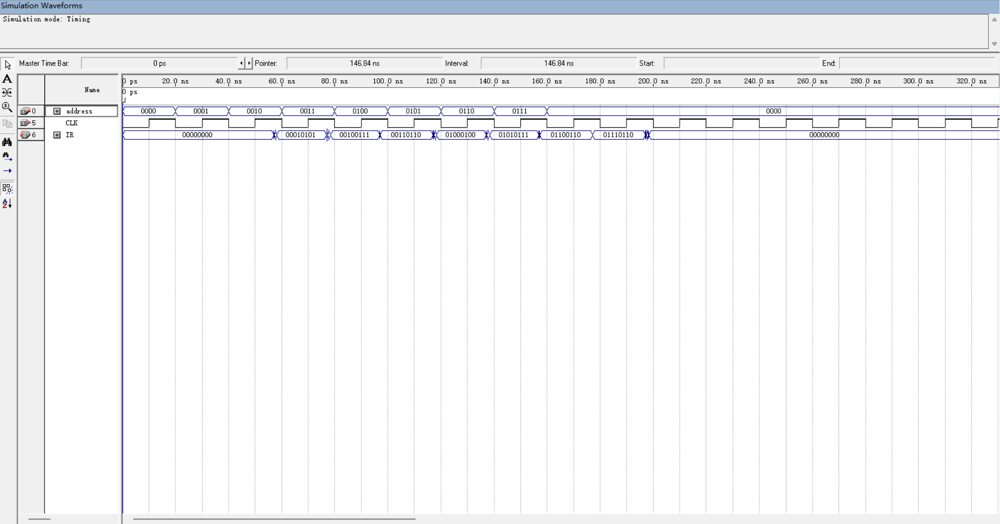 Simulation Waveforms
Simulation mode: Timing
Master Time Bar: 0 ps Pointer: 146.84 ns Interval: 146.84 ns Start: End:
A
Name
0 ps 20.0 ns 40.0 ns 60.0 ns 80.0 ns 100.0 ns 120.0 ns 140.0 ns 160.0 ns 180.0 ns 200.0 ns 220.0 ns 240.0 ns 260.0 ns 280.0 ns 300.0 ns 320.0 ns
0 ps
0 address 0000 0001 0010 0011 0100 0101 0110 0111 0000
5 CLK
6 IR 00000000 00010101 00100111 00110110 01000100 01010111 01100110 01110110 00000000
A
Z